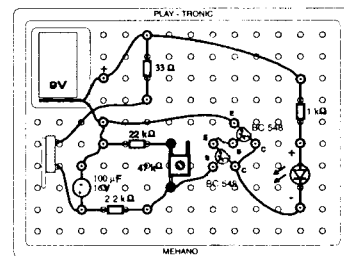 PLAY - TRONIC
9V
+
33 Ω
1 kΩ
E
BC 548
22 kΩ
E
B
C
47 k
B
BC 548
C
+
100 µF
16V
2.2 kΩ
-
MEHANO